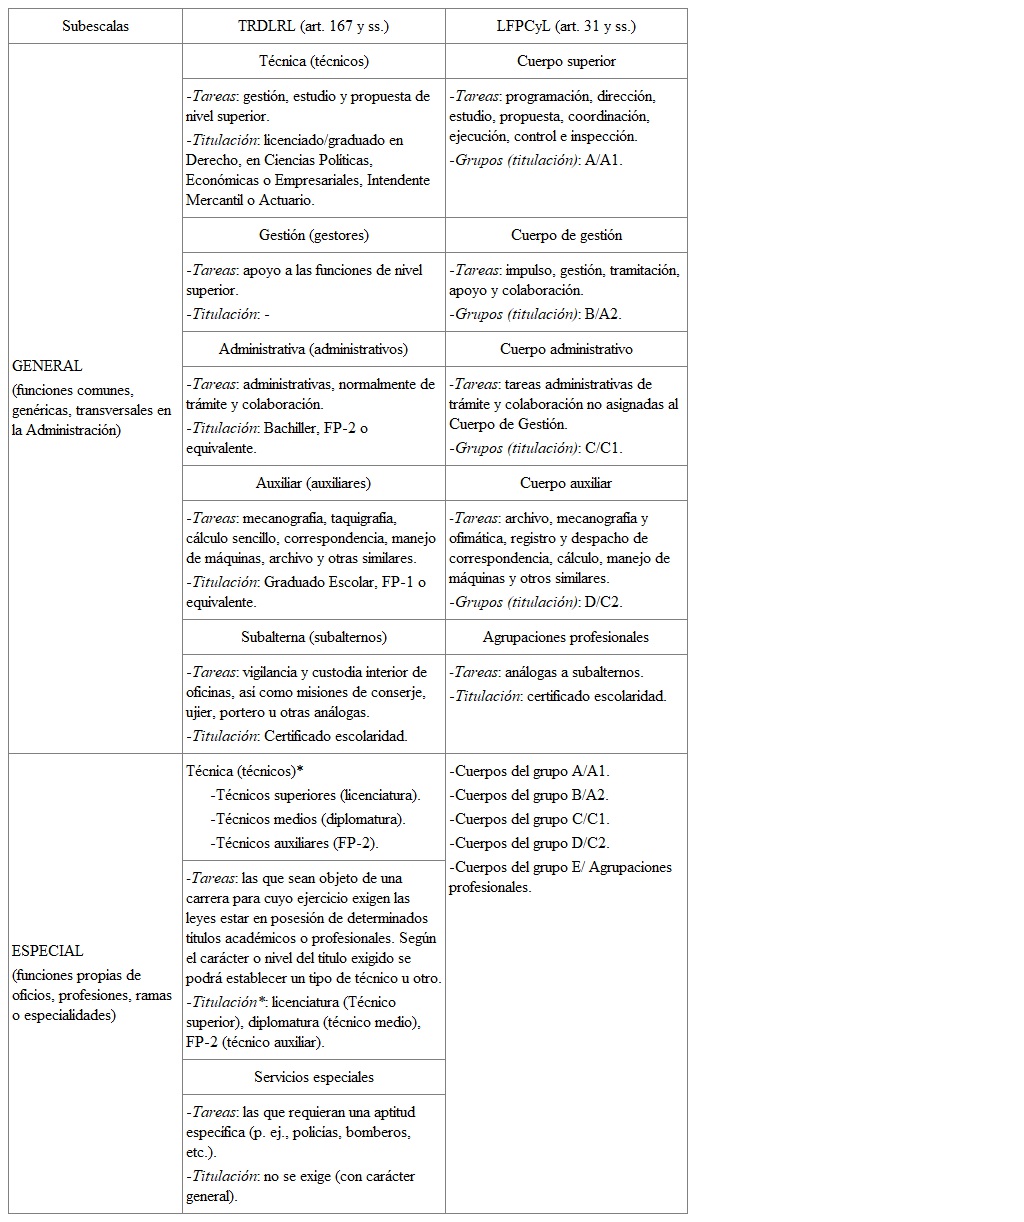 Subescalas
TRDLRL (art. 167 y ss.)
LFPCyL (art. 31 y ss.)
GENERAL
(funciones comunes,
genéricas, transversales en
la Administración)
Técnica (técnicos)
Cuerpo superior
-Tareas: gestión, estudio y propuesta de
nivel superior.
-Titulación: licenciado/graduado en
Derecho, en Ciencias Políticas,
Económicas o Empresariales, Intendente
Mercantil o Actuario.
-Tareas: programación, dirección,
estudio, propuesta, coordinación,
ejecución, control e inspección.
-Grupos (titulación): A/A1.
Gestión (gestores)
Cuerpo de gestión
-Tareas: apoyo a las funciones de nivel
superior.
-Titulación: -
-Tareas: impulso, gestión, tramitación,
apoyo y colaboración.
-Grupos (titulación): B/A2.
Administrativa (administrativos)
Cuerpo administrativo
-Tareas: administrativas, normalmente de
trámite y colaboración.
-Titulación: Bachiller, FP-2 o
equivalente.
-Tareas: tareas administrativas de
trámite y colaboración no asignadas al
Cuerpo de Gestión.
-Grupos (titulación): C/C1.
Auxiliar (auxiliares)
Cuerpo auxiliar
-Tareas: mecanografía, taquigrafía,
cálculo sencillo, correspondencia, manejo
de máquinas, archivo y otras similares.
-Titulación: Graduado Escolar, FP-1 o
equivalente.
-Tareas: archivo, mecanografía y
ofimática, registro y despacho de
correspondencia, cálculo, manejo de
máquinas y otros similares.
-Grupos (titulación): D/C2.
Subalterna (subalternos)
Agrupaciones profesionales
-Tareas: vigilancia y custodia interior de
oficinas, así como misiones de conserje,
ujier, portero u otras análogas.
-Titulación: Certificado escolaridad.
-Tareas: análogas a subalternos.
-Titulación: certificado escolaridad.
ESPECIAL
(funciones propias de
oficios, profesiones, ramas
o especialidades)
Técnica (técnicos)*
-Técnicos superiores (licenciatura).
-Técnicos medios (diplomatura).
-Técnicos auxiliares (FP-2).
-Tareas: las que sean objeto de una
carrera para cuyo ejercicio exigen las
leyes estar en posesión de determinados
títulos académicos o profesionales. Según
el carácter o nivel del título exigido se
podrá establecer un tipo de técnico u otro.
-Titulación*: licenciatura (Técnico
superior), diplomatura (técnico medio),
FP-2 (técnico auxiliar).
Servicios especiales
-Tareas: las que requieran una aptitud
específica (p. ej., policías, bomberos,
etc.).
-Titulación: no se exige (con carácter
general).
-Cuerpos del grupo A/A1.
-Cuerpos del grupo B/A2.
-Cuerpos del grupo C/C1.
-Cuerpos del grupo D/C2.
-Cuerpos del grupo E/ Agrupaciones
profesionales.